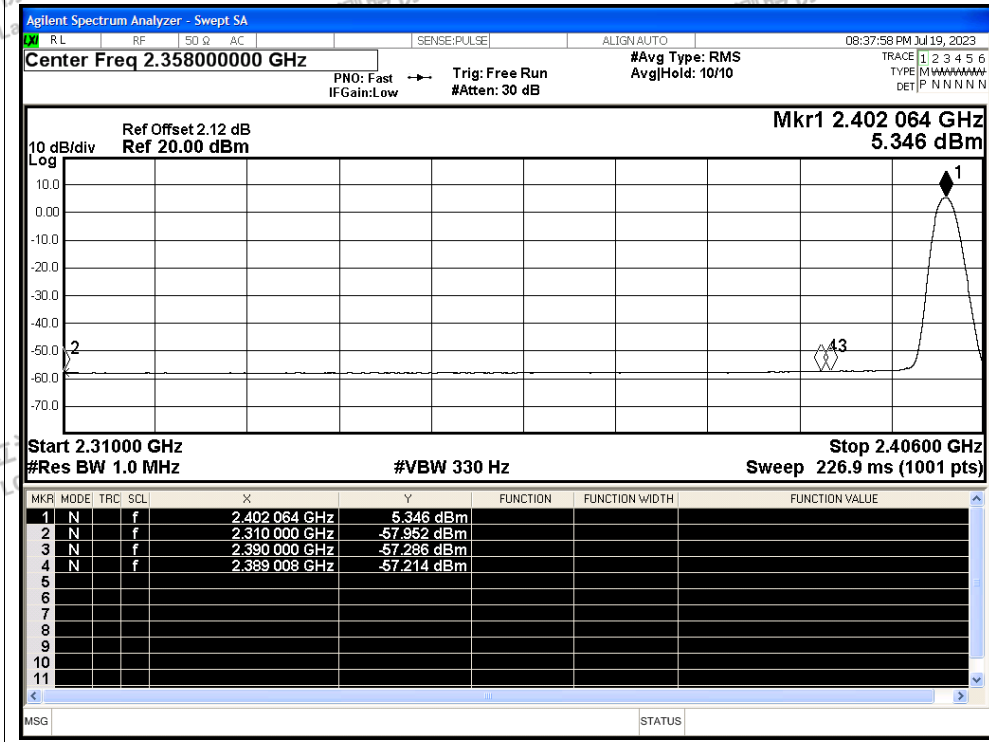 Agilent Spectrum Analyzer - Swept SA
LXI RL RF 50 Ω AC SENSE:PULSE ALIGN AUTO 08:37:58 PM Jul 19, 2023
Center Freq 2.358000000 GHz
PNO: Fast Trig: Free Run
IFGain:Low #Atten: 30 dB
#Avg Type: RMS
Avg|Hold: 10/10
TRACE 1 2 3 4 5 6
TYPE M
DET P N N N N N
Ref Offset 2.12 dB
10 dB/div Ref 20.00 dBm
Log
Mkr1 2.402 064 GHz
5.346 dBm
1
10.0
0.00
-10.0
-20.0
-30.0
-40.0
-50.0 2 4 3
-60.0
-70.0
Start 2.31000 GHz Stop 2.40600 GHz
#Res BW 1.0 MHz #VBW 330 Hz Sweep 226.9 ms (1001 pts)
MKR MODE TRC SCL X Y FUNCTION FUNCTION WIDTH FUNCTION VALUE
1 N f 2.402 064 GHz 5.346 dBm
2 N f 2.310 000 GHz -57.952 dBm
3 N f 2.390 000 GHz -57.286 dBm
4 N f 2.389 008 GHz -57.214 dBm
5
6
7
8
9
10
11
MSG STATUS